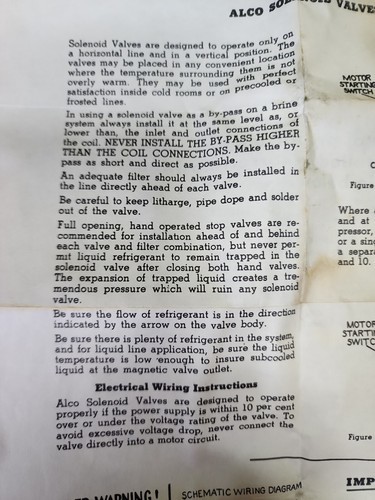 ALCO SOLENOID VALVES
Solenoid Valves are designed to operate only on
a horizontal line and in a vertical position. The
valves may be placed in any convenient location
where the temperature surrounding them is not
overly warm. They may be used with perfect
satisfaction inside cold rooms or on precooled or
frosted lines.
In using a solenoid valve as a by-pass on a brine
system always install it at the same level as, or
lower than, the inlet and outlet connections of
the coil. NEVER INSTALL THE BY-PASS HIGHER
THAN THE COIL CONNECTIONS. Make the by-
pass as short and direct as possible.
An adequate filter should always be installed in
the line directly ahead of each valve.
Be careful to keep litharge, pipe dope and solder
out of the valve.
Full opening, hand operated stop valves are re-
commended for installation ahead of and behind
each valve and filter combination, but never per-
mit liquid refrigerant to remain trapped in the
solenoid valve after closing both hand valves.
The expansion of trapped liquid creates a tre-
mendous pressure which will ruin any solenoid
valve.
Be sure the flow of refrigerant is in the direction
indicated by the arrow on the valve body.
Be sure there is plenty of refrigerant in the system,
and for liquid line application, be sure the liquid
temperature is low enough to insure subcooled
liquid at the magnetic valve outlet.
Electrical Wiring Instructions
Alco Solenoid Valves are designed to operate
properly if the power supply is within 10 per cent
over or under the voltage rating of the valve. To
avoid excessive voltage drop, never connect the
valve directly into a motor circuit.
WARNING!
SCHEMATIC WIRING DIAGRAM
MOTOR
STARTING
SWITCH
Figure
Where
and at
pressor,
or a sin
a separa
and 10.
MOTO
STARTI
SWITC
Figure
IMP